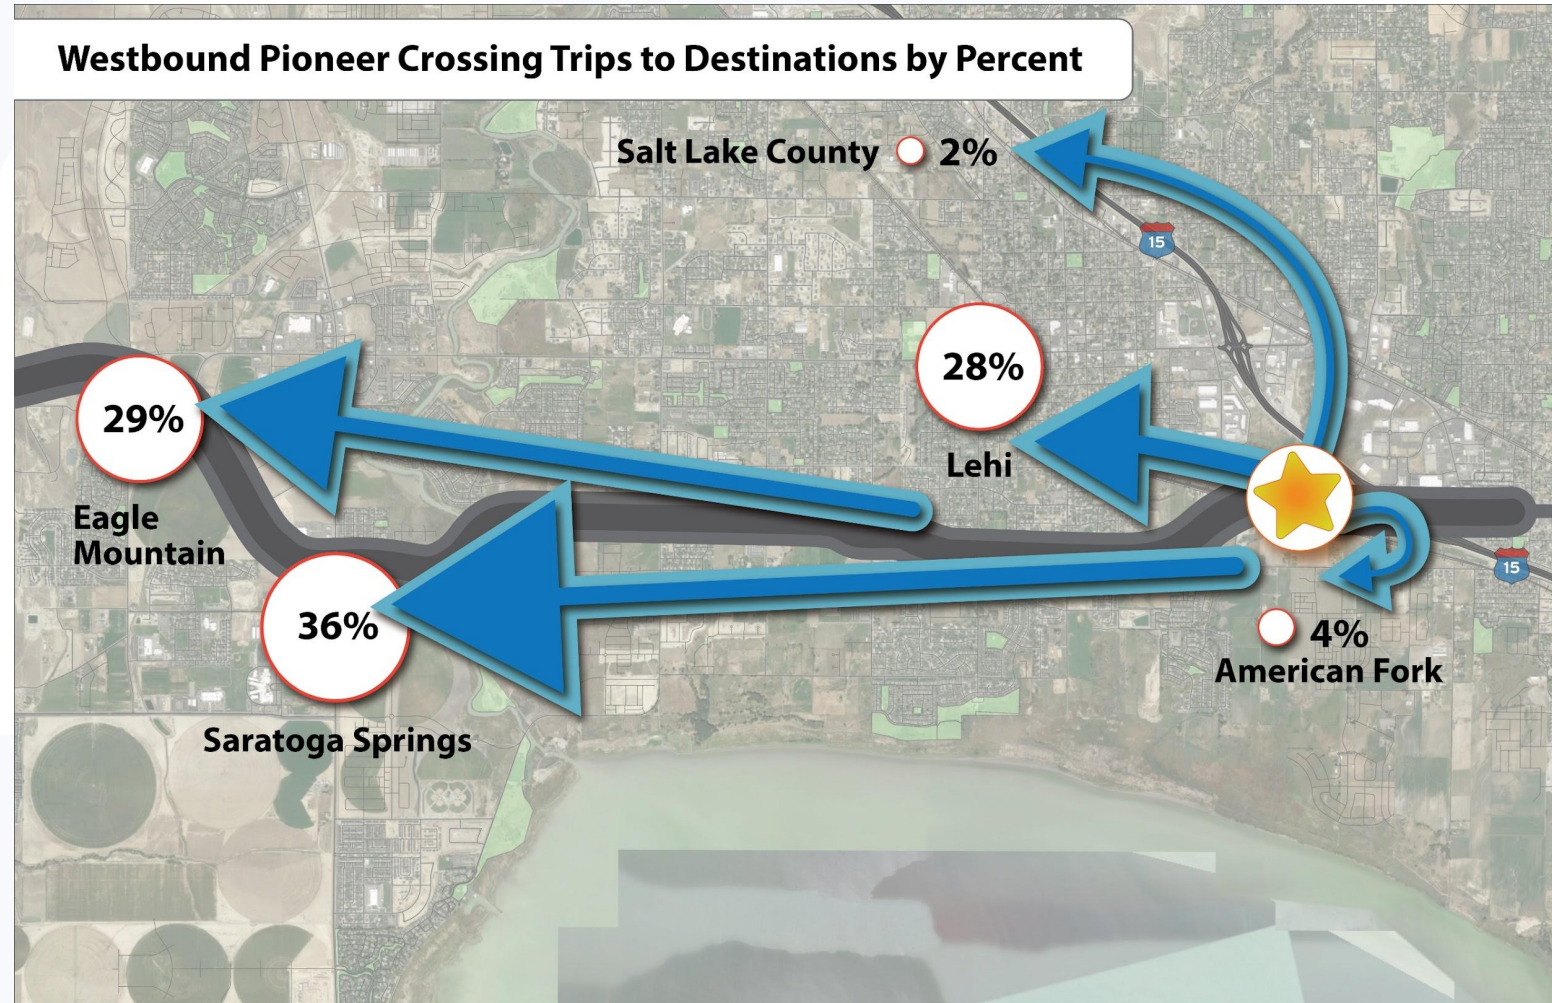 Westbound Pioneer Crossing Trips to Destinations by Percent
Salt Lake County 2%
15
28%
Lehi
29%
Eagle
Mountain
36%
Saratoga Springs
15
4%
American Fork